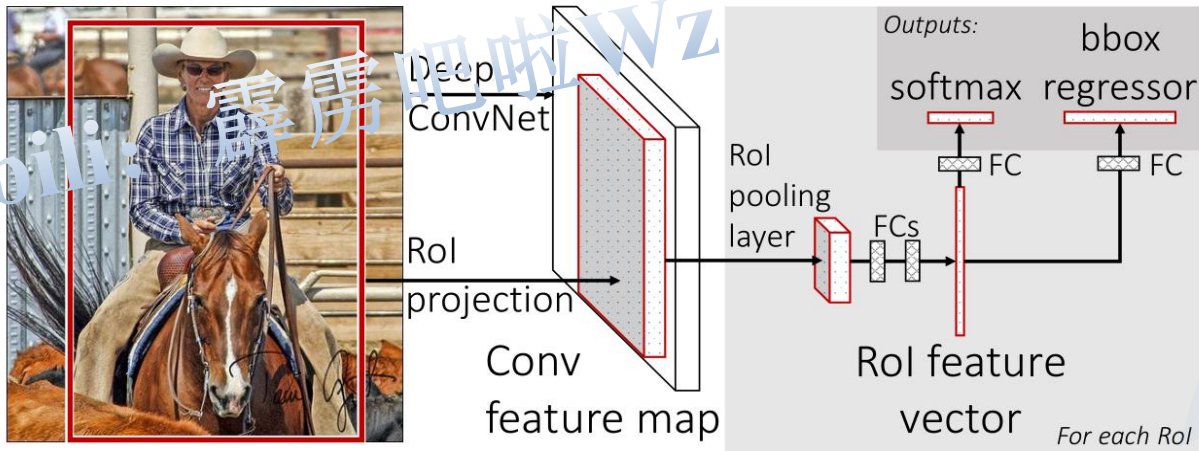 Deep
ConvNet
RoI
projection
Conv
feature map
RoI
pooling
layer
FCs
Outputs:
softmax
bbox
regressor
FC
FC
RoI feature
vector
For each RoI
oili: 霹雳吧啦Wz